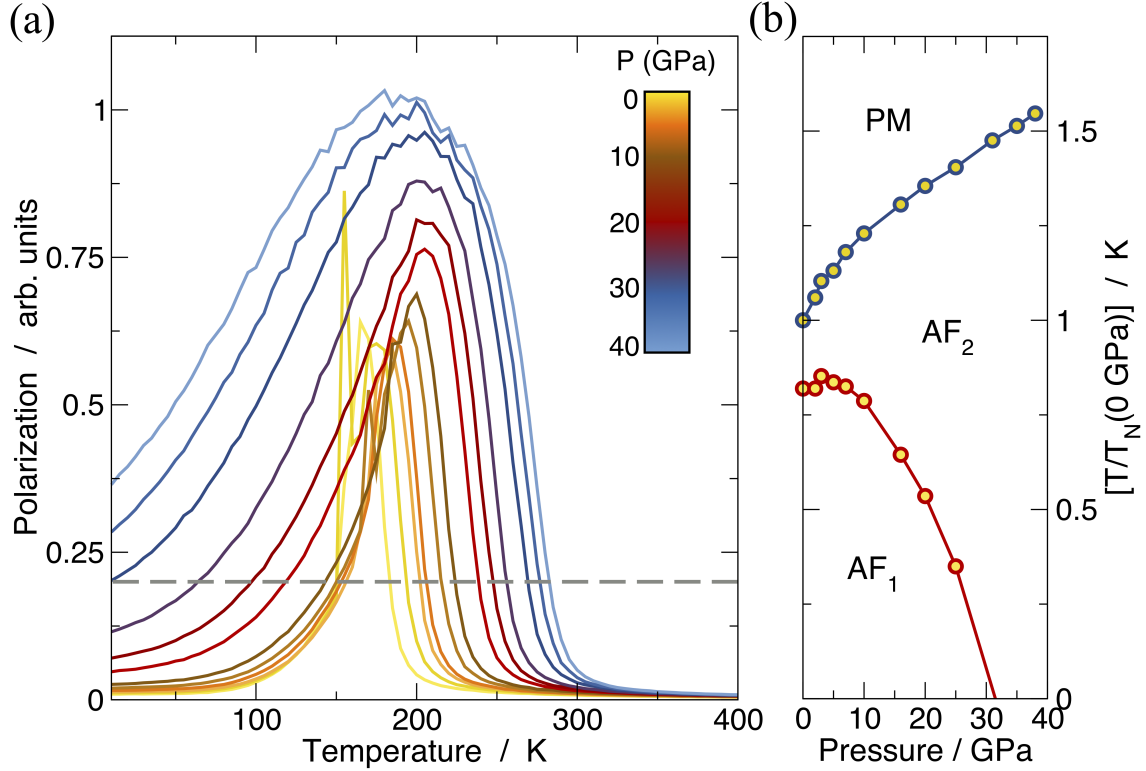 (a)
P (GPa)
0
10
20
30
40
1
0.75
0.5
0.25
0
Polarization / arb. units
100
200
300
400
Temperature / K
(b)
PM
AF2
AF1
1.5
1
0.5
0
[T/TN(0 GPa)] / K
0
10
20
30
40
Pressure / GPa